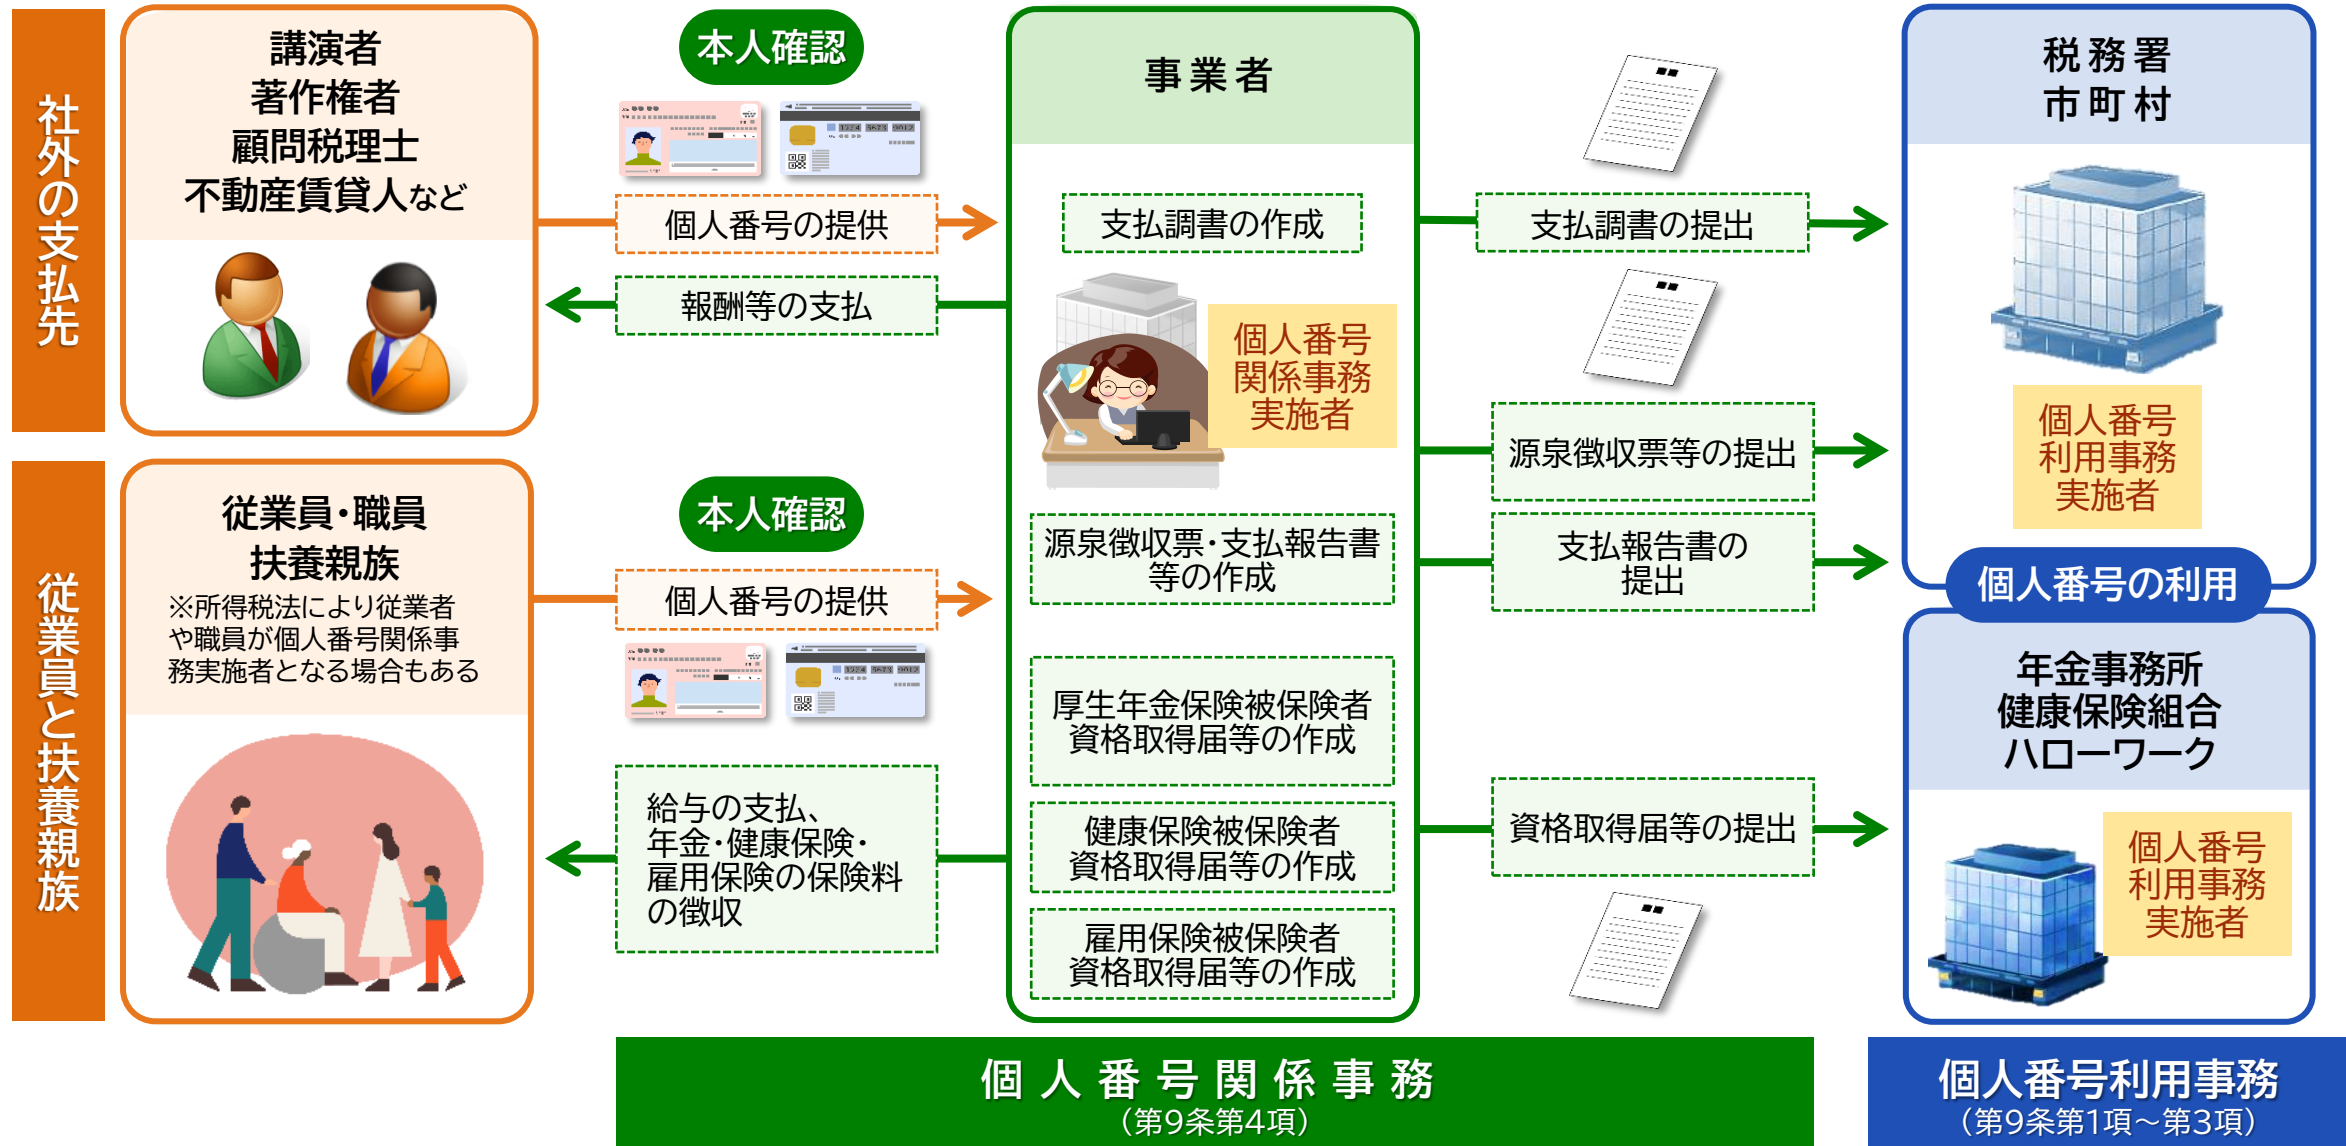 社外の支払先
講演者
著作権者
顧問税理士
不動産賃貸人など
本人確認
個人番号の提供
報酬等の支払
事業者
支払調書の作成
個人番号
関係事務
実施者
源泉徴収票・支払報告書
等の作成
厚生年金保険被保険者
資格取得届等の作成
健康保険被保険者
資格取得届等の作成
雇用保険被保険者
資格取得届等の作成
支払調書の提出
源泉徴収票等の提出
支払報告書の
提出
資格取得届等の提出
税務署
市町村
個人番号
利用事務
実施者
個人番号の利用
年金事務所
健康保険組合
ハローワーク
個人番号
利用事務
実施者
従業員と扶養親族
従業員・職員
扶養親族
※所得税法により従業者
や職員が個人番号関係事
務実施者となる場合もある
本人確認
個人番号の提供
給与の支払、
年金・健康保険・
雇用保険の保険料
の徴収
個人番号関係事務
（第9条第4項）
個人番号利用事務
（第9条第1項～第3項）